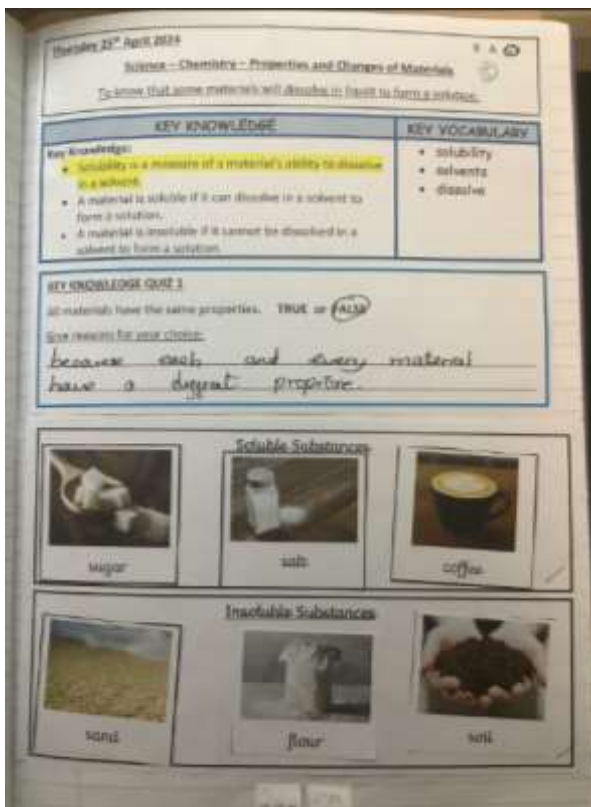 Thursday 25th April 2024
R A G
Science – Chemistry – Properties and Changes of Materials
To know that some materials will dissolve in liquid to form a solution.
KEY KNOWLEDGE
KEY VOCABULARY
Key Knowledge:
• Solubility is a measure of a material's ability to dissolve
in a solvent.
• A material is soluble if it can dissolve in a solvent to
form a solution.
• A material is insoluble if it cannot be dissolved in a
solvent to form a solution.
• solubility
• solvents
• dissolve
KEY KNOWLEDGE QUIZ 1
All materials have the same properties. TRUE or FALSE
Give reasons for your choice:
because each and every material
have a
Soluble Substances
sugar
salt
coffee
Insoluble Substances
sand
flour
soil